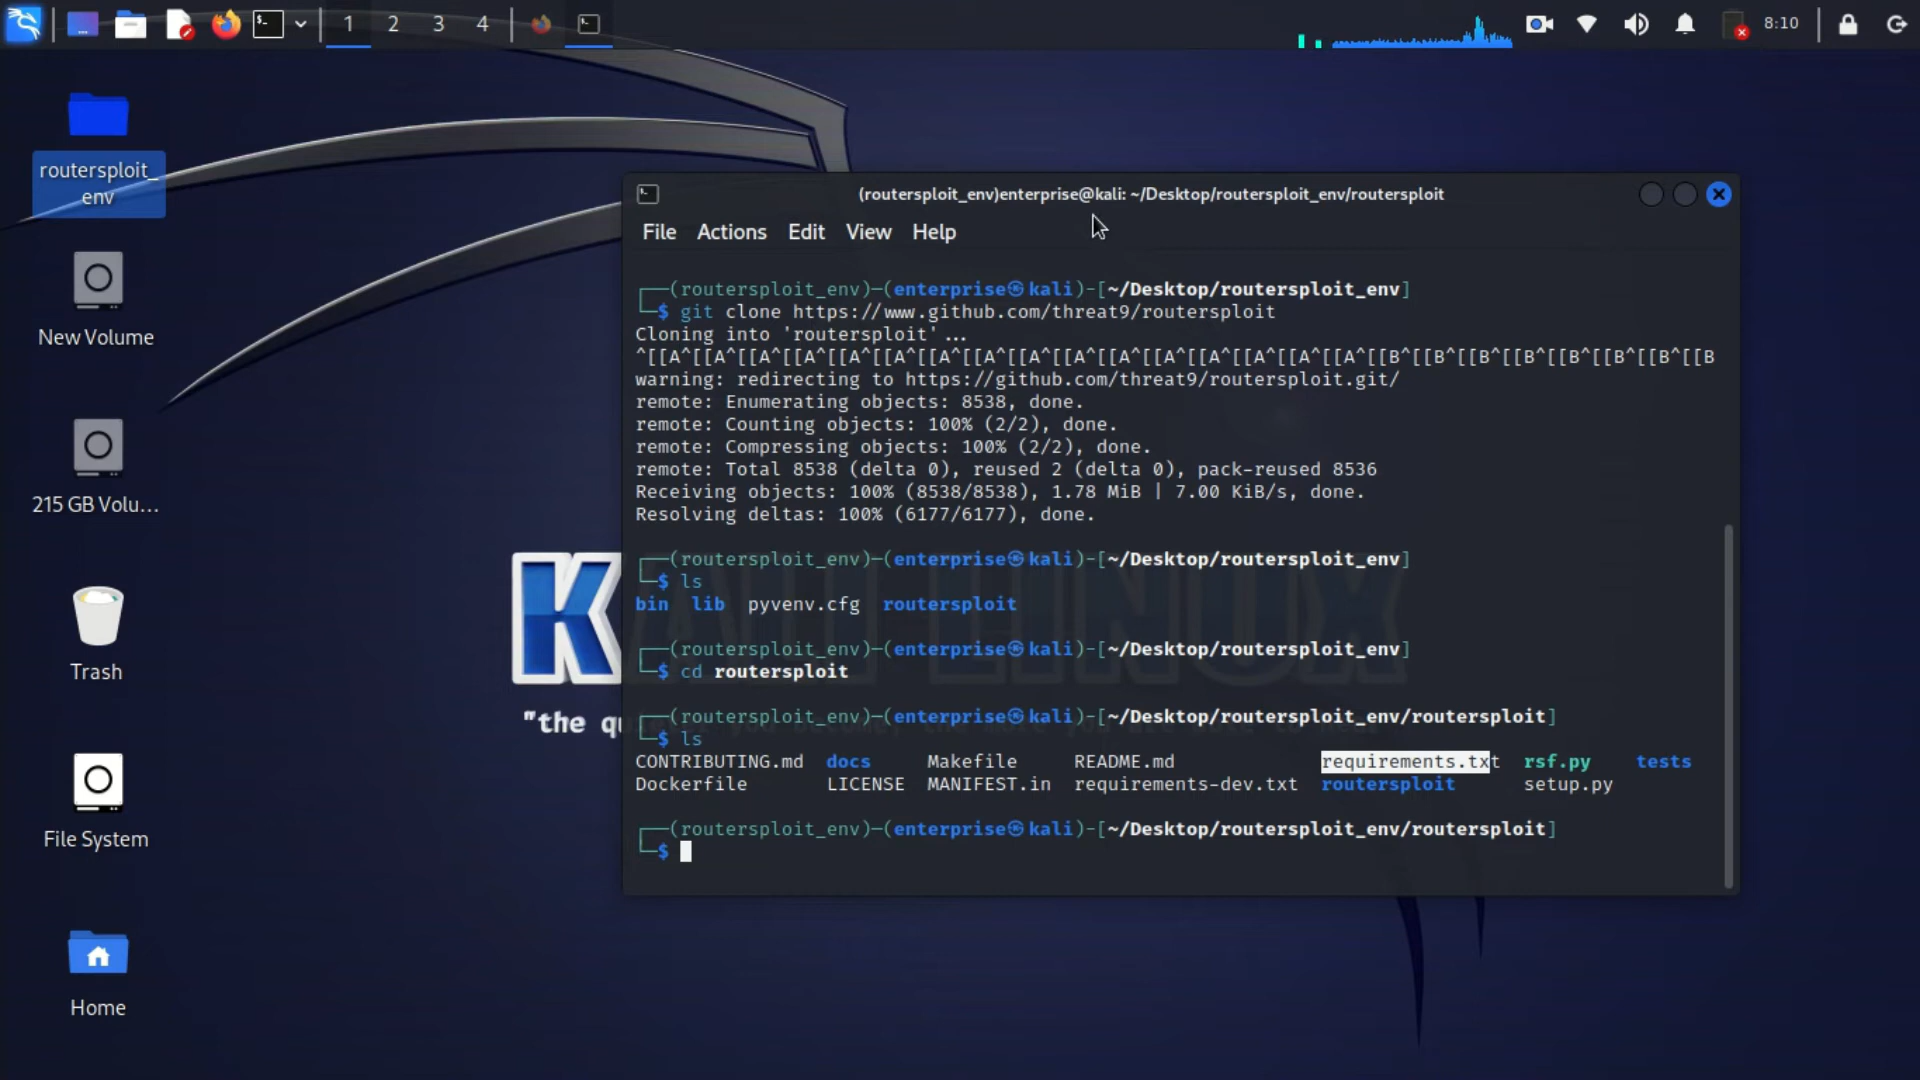 1 2 3 4
8:10
routersploit_
env
New Volume
215 GB Volu...
Trash
File System
Home
"the qu
(routersploit_env)enterprise@kali: ~/Desktop/routersploit_env/routersploit
File Actions Edit View Help
┌──(routersploit_env)─(enterprise㉿kali)-[~/Desktop/routersploit_env]
└─$ git clone https://www.github.com/threat9/routersploit
Cloning into 'routersploit'...
^[[A^[[A^[[A^[[A^[[A^[[A^[[A^[[A^[[A^[[A^[[A^[[A^[[A^[[A^[[A^[[A^[[B^[[B^[[B^[[B^[[B^[[B^[[B^[[B
warning: redirecting to https://github.com/threat9/routersploit.git/
remote: Enumerating objects: 8538, done.
remote: Counting objects: 100% (2/2), done.
remote: Compressing objects: 100% (2/2), done.
remote: Total 8538 (delta 0), reused 2 (delta 0), pack-reused 8536
Receiving objects: 100% (8538/8538), 1.78 MiB | 7.00 KiB/s, done.
Resolving deltas: 100% (6177/6177), done.
┌──(routersploit_env)─(enterprise㉿kali)-[~/Desktop/routersploit_env]
└─$ ls
bin lib pyvenv.cfg routersploit
┌──(routersploit_env)─(enterprise㉿kali)-[~/Desktop/routersploit_env]
└─$ cd routersploit
┌──(routersploit_env)─(enterprise㉿kali)-[~/Desktop/routersploit_env/routersploit]
└─$ ls
CONTRIBUTING.md docs Makefile README.md requirements.txt rsf.py tests
Dockerfile LICENSE MANIFEST.in requirements-dev.txt routersploit setup.py
┌──(routersploit_env)─(enterprise㉿kali)-[~/Desktop/routersploit_env/routersploit]
└─$